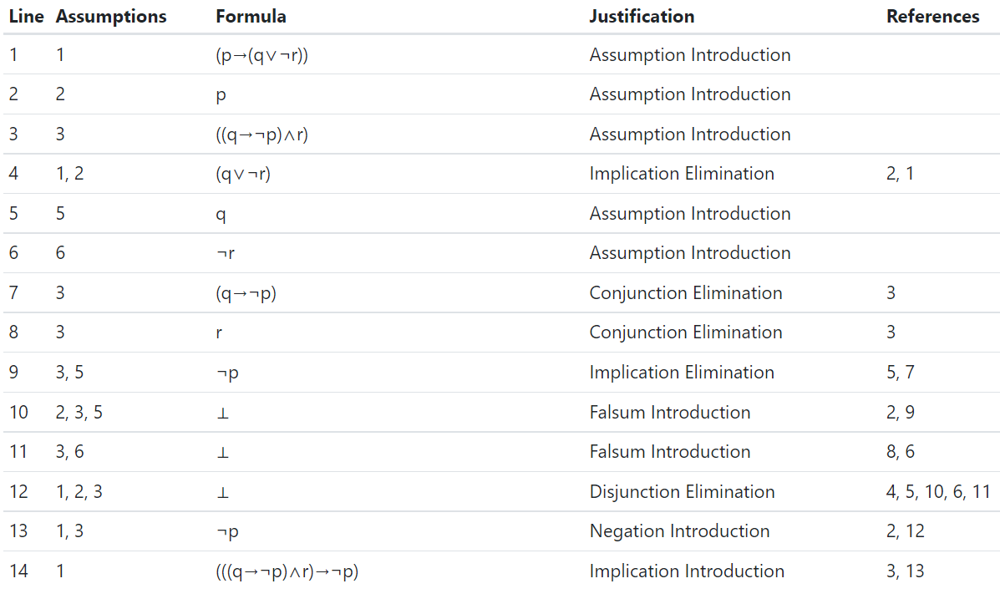 Line Assumptions Formula Justification References
1 1 (p→(q∨¬r)) Assumption Introduction
2 2 p Assumption Introduction
3 3 ((q→¬p)∧r) Assumption Introduction
4 1, 2 (q∨¬r) Implication Elimination 2, 1
5 5 q Assumption Introduction
6 6 ¬r Assumption Introduction
7 3 (q→¬p) Conjunction Elimination 3
8 3 r Conjunction Elimination 3
9 3, 5 ¬p Implication Elimination 5, 7
10 2, 3, 5 ⊥ Falsum Introduction 2, 9
11 3, 6 ⊥ Falsum Introduction 8, 6
12 1, 2, 3 ⊥ Disjunction Elimination 4, 5, 10, 6, 11
13 1, 3 ¬p Negation Introduction 2, 12
14 1 (((q→¬p)∧r)→¬p) Implication Introduction 3, 13